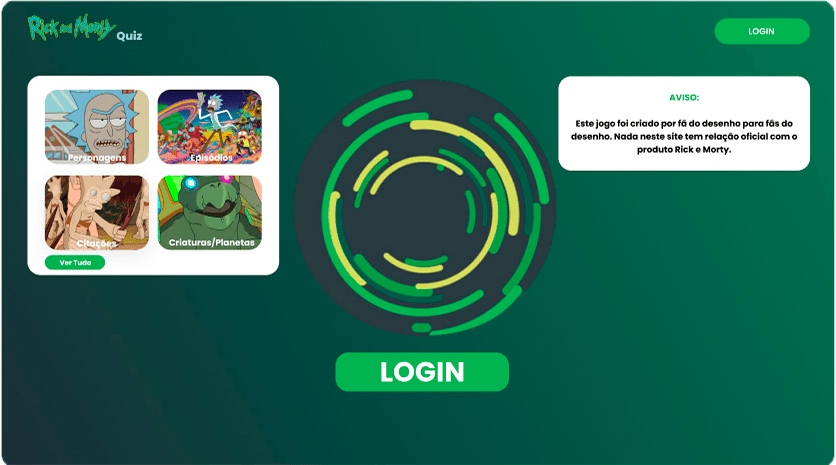 Rick and Morty Quiz
LOGIN
Personagens
Episódios
Citações
Criaturas/Planetas
Ver Tudo
AVISO:
Este jogo foi criado por fã do desenho para fãs do
desenho. Nada neste site tem relação oficial com o
produto Rick e Morty.
LOGIN